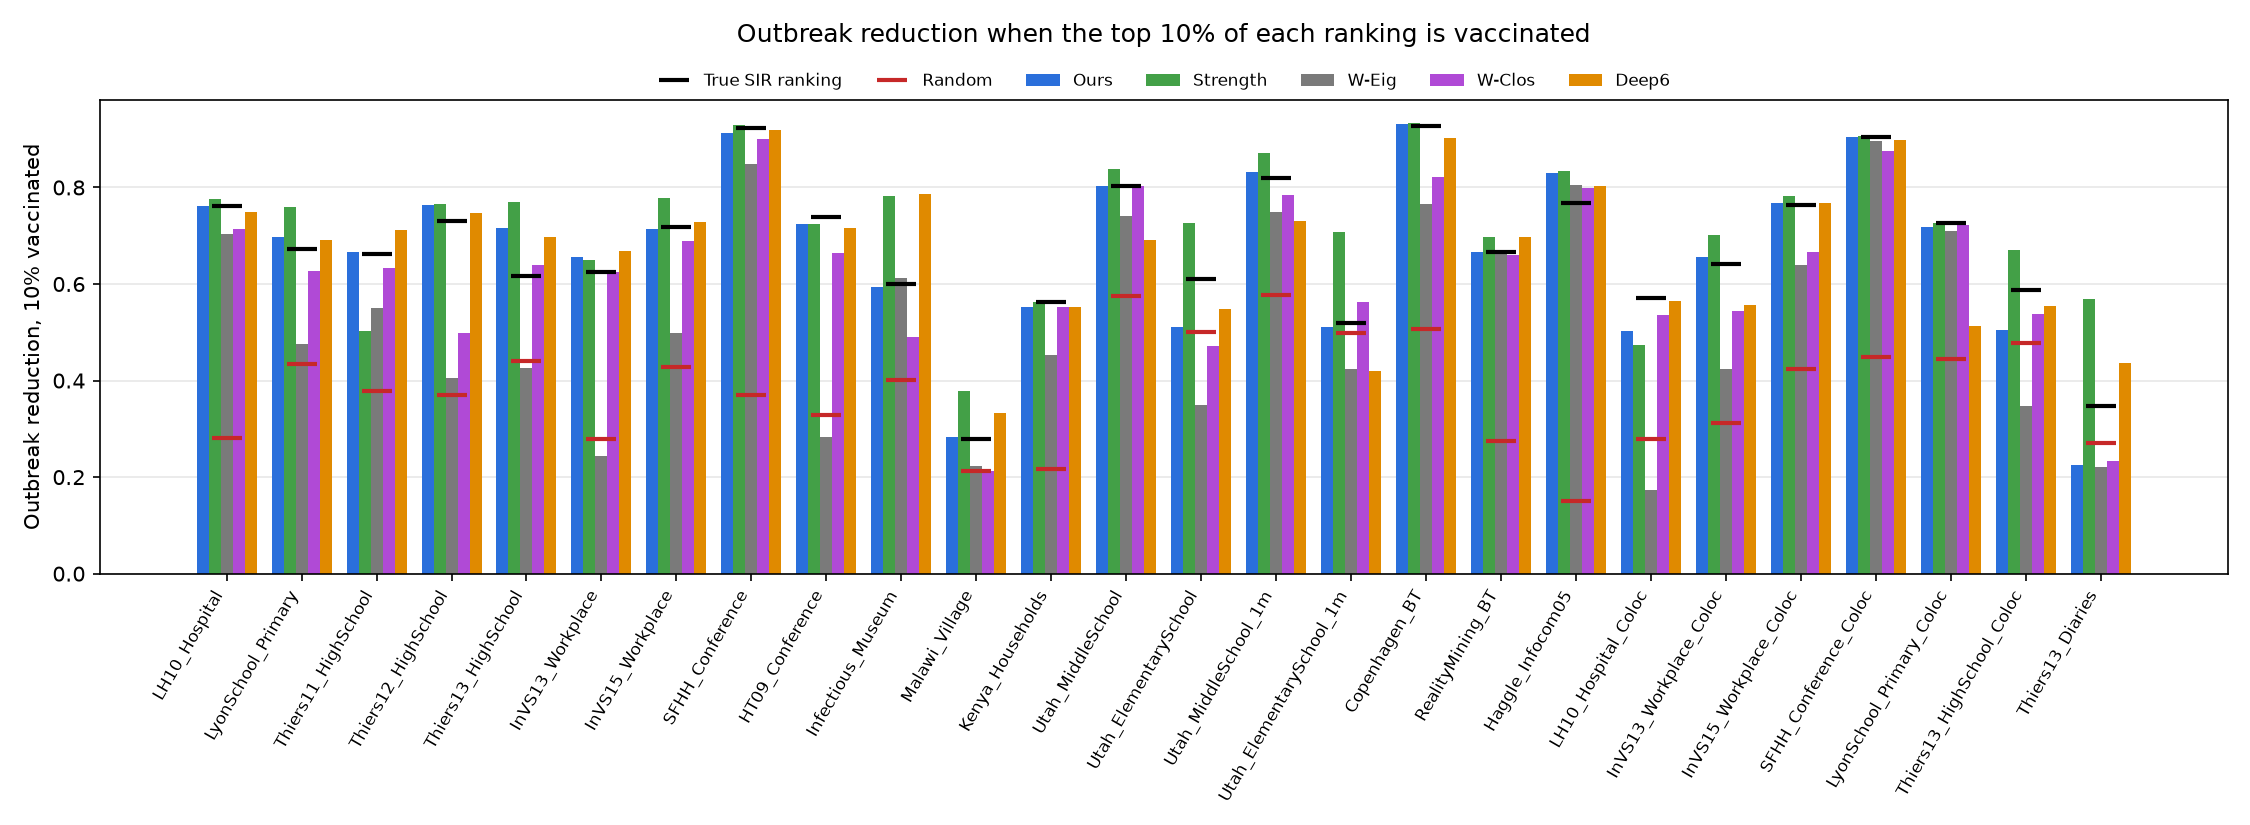 Outbreak reduction when the top 10% of each ranking is vaccinated
True SIR ranking Random Ours Strength W-Eig W-Clos Deep6
Outbreak reduction, 10% vaccinated
0.8
0.6
0.4
0.2
0.0
LH10_Hospital
LyonSchool_Primary
Thiers11_HighSchool
Thiers12_HighSchool
Thiers13_HighSchool
InVS13_Workplace
InVS15_Workplace
SFHH_Conference
HT09_Conference
Infectious_Museum
Malawi_Village
Kenya_Households
Utah_MiddleSchool
Utah_ElementarySchool
Utah_MiddleSchool_1m
Utah_ElementarySchool_1m
Copenhagen_BT
RealityMining_BT
Haggle_Infocom05
LH10_Hospital_Coloc
InVS13_Workplace_Coloc
InVS15_Workplace_Coloc
SFHH_Conference_Coloc
LyonSchool_Primary_Coloc
Thiers13_HighSchool_Coloc
Thiers13_Diaries